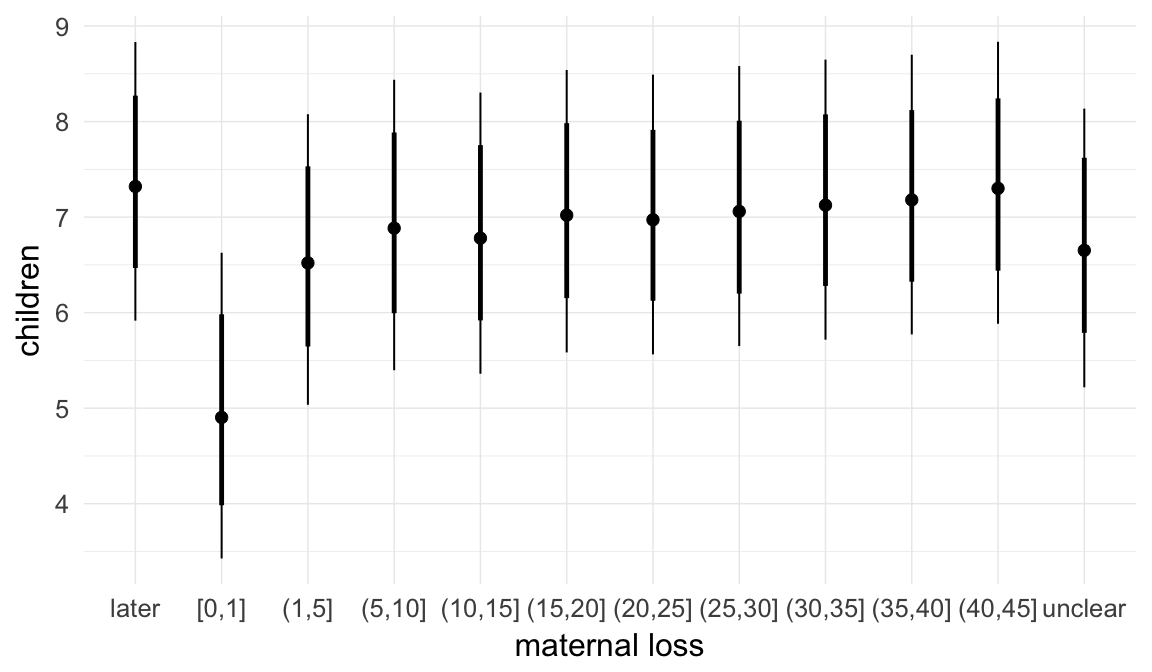 9
8
7
6
5
4
children
later [0,1] (1,5] (5,10] (10,15] (15,20] (20,25] (25,30] (30,35] (35,40] (40,45] unclear
maternal loss